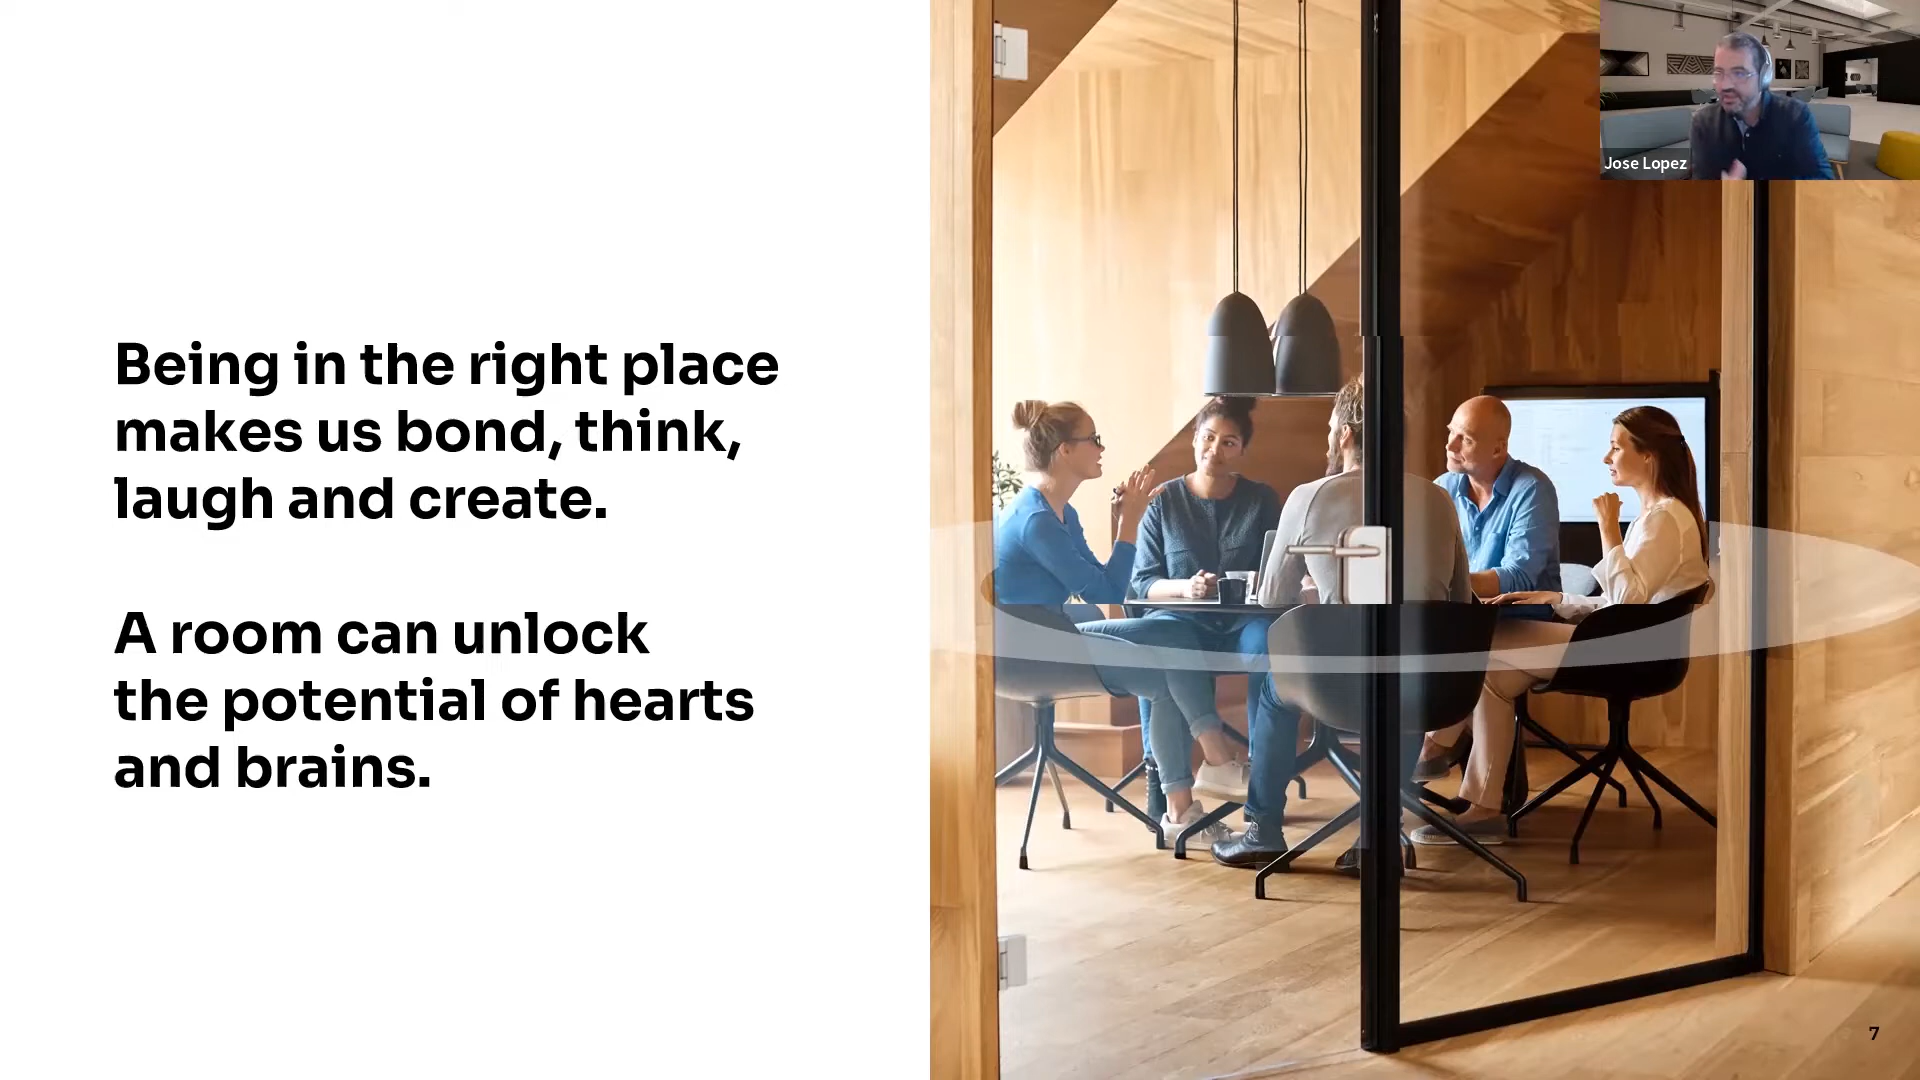 Being in the right place
makes us bond, think,
laugh and create.
A room can unlock
the potential of hearts
and brains.
Jose Lopez
7